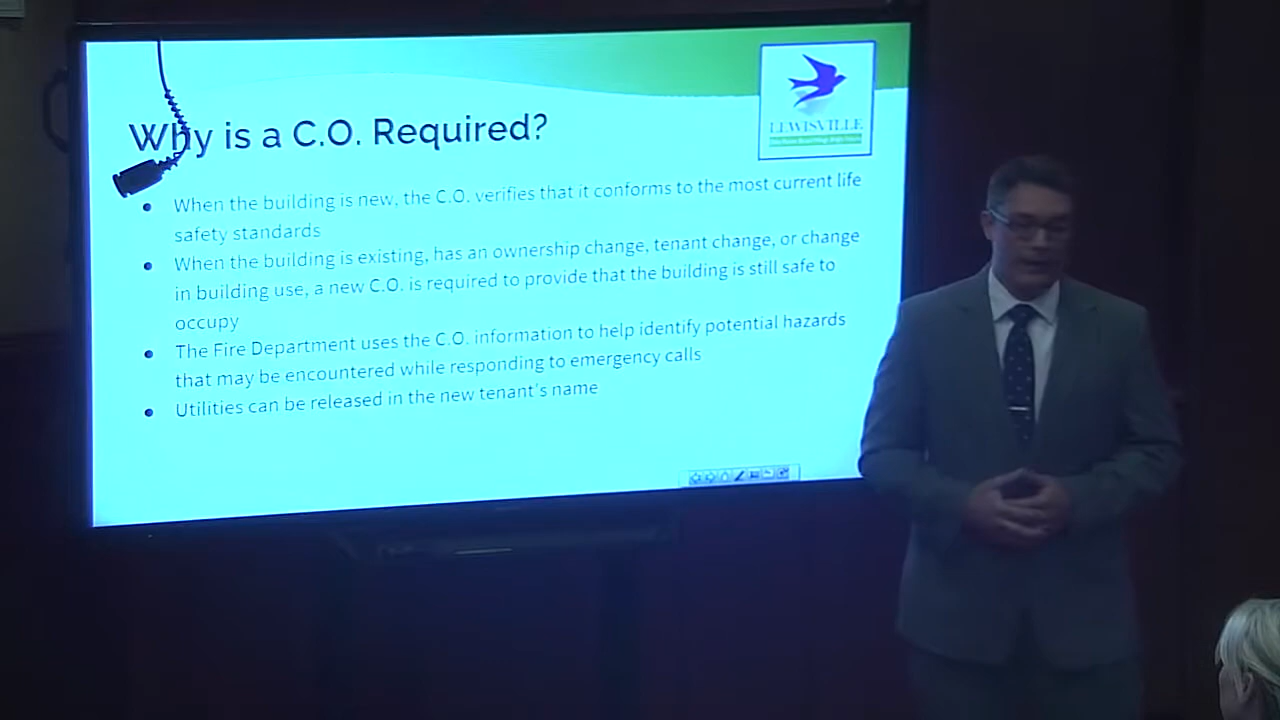 Why is a C.O. Required?
LEWISVILLE
When the building is new, the C.O. verifies that it conforms to the most current life
safety standards
When the building is existing, has an ownership change, tenant change, or change
in building use, a new C.O. is required to provide that the building is still safe to
occupy
The Fire Department uses the C.O. information to help identify potential hazards
that may be encountered while responding to emergency calls
Utilities can be released in the new tenant's name